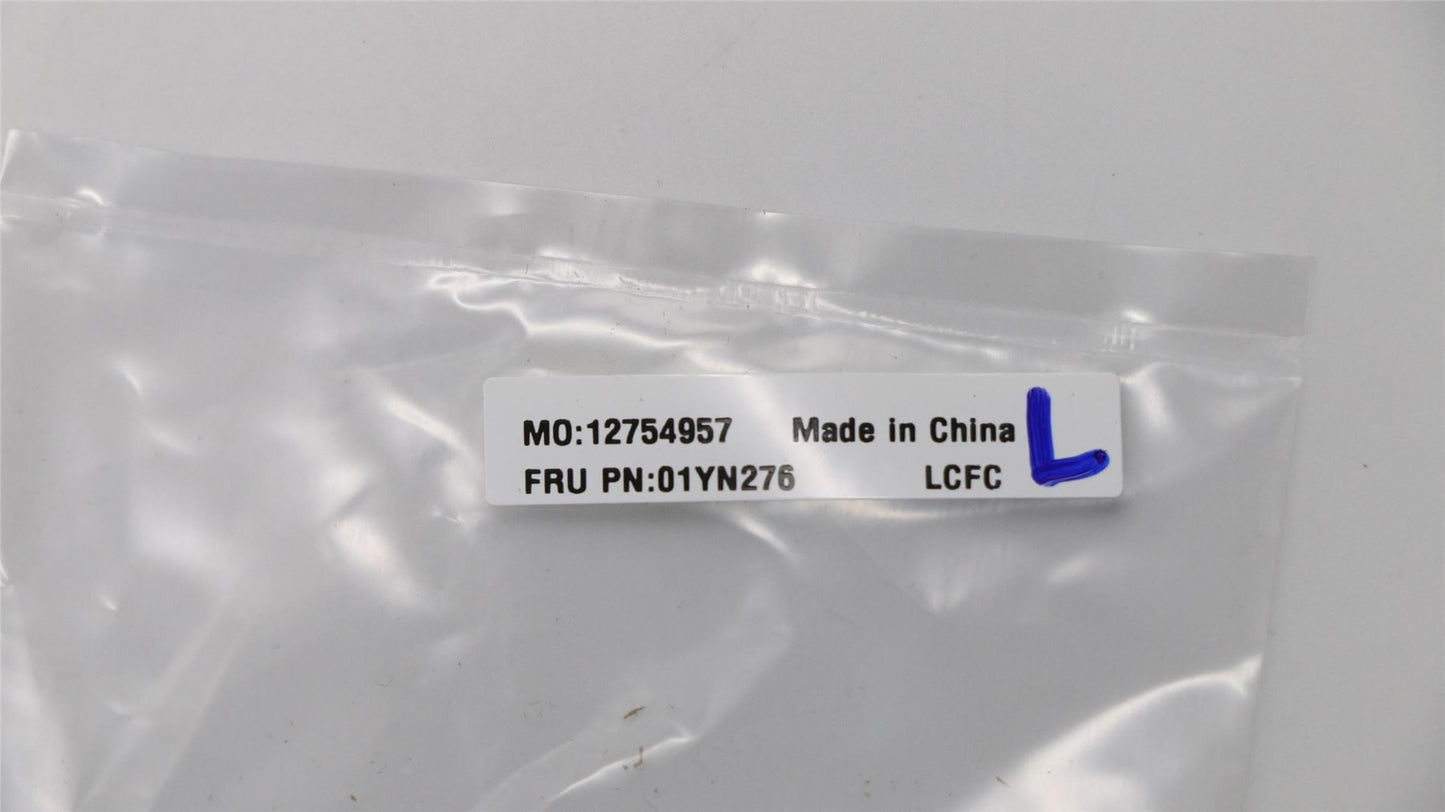 MO:12754957 Made in China L
FRU PN:01YN276 LCFC